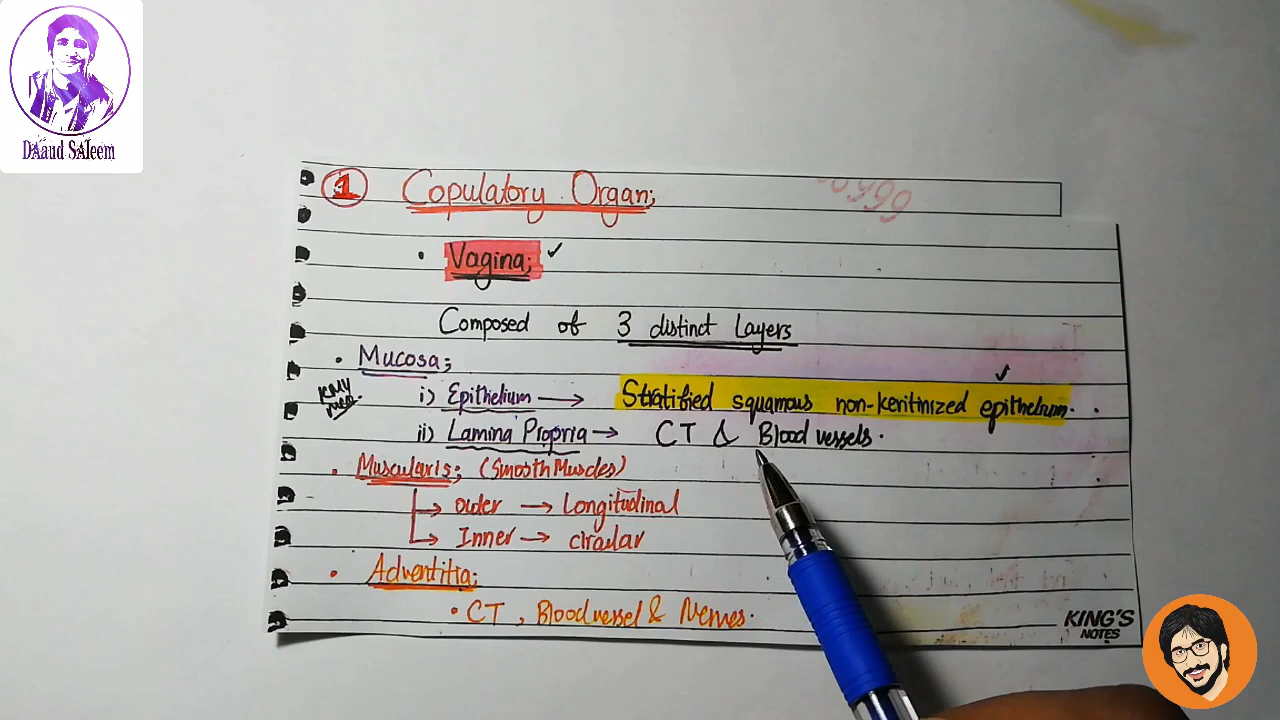 DAaud SAleem
1 Copulatory Organ;
• Vagina; ✓
Composed of 3 distinct Layers
• Mucosa;
i) Epithelium → Stratified squamous non-keritinized epithelium.
ii) Lamina Propria → CT & Blood vessels.
• Muscularis; (Smooth Muscles)
→ outer → Longitudinal
→ Inner → circular
• Adventitia;
• CT, Blood vessel & Nerves.
KING'S
NOTES